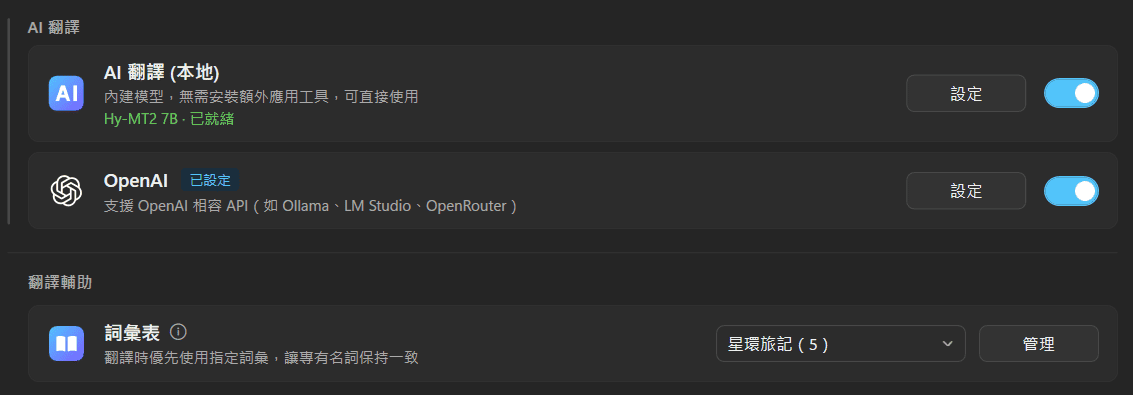 AI 翻譯
AI 翻譯 (本地)
內建模型，無需安裝額外應用工具，可直接使用
Hy-MT2 7B · 已就緒
設定
AI
OpenAI 已設定
支援 OpenAI 相容 API（如 Ollama、LM Studio、OpenRouter）
設定
翻譯輔助
詞彙表
翻譯時優先使用指定詞彙，讓專有名詞保持一致
星環旅記（5）
管理